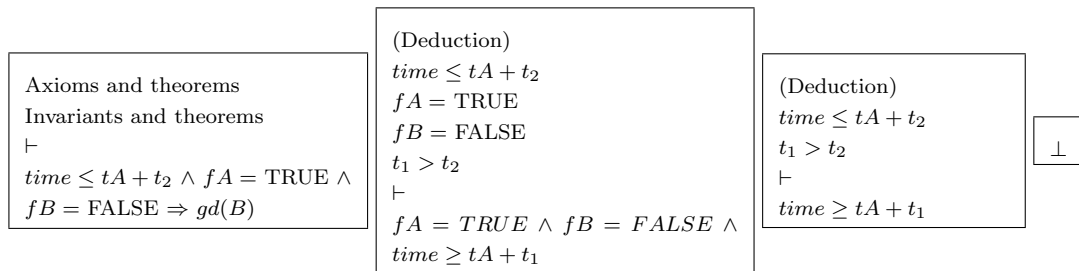 Axioms and theorems
Invariants and theorems
⊢
time ≤ tA + t₂ ∧ fA = TRUE ∧
fB = FALSE ⇒ gd(B)
(Deduction)
time ≤ tA + t₂
fA = TRUE
fB = FALSE
t₁ > t₂
⊢
fA = TRUE ∧ fB = FALSE ∧
time ≥ tA + t₁
(Deduction)
time ≤ tA + t₂
t₁ > t₂
⊢
time ≥ tA + t₁
⊥